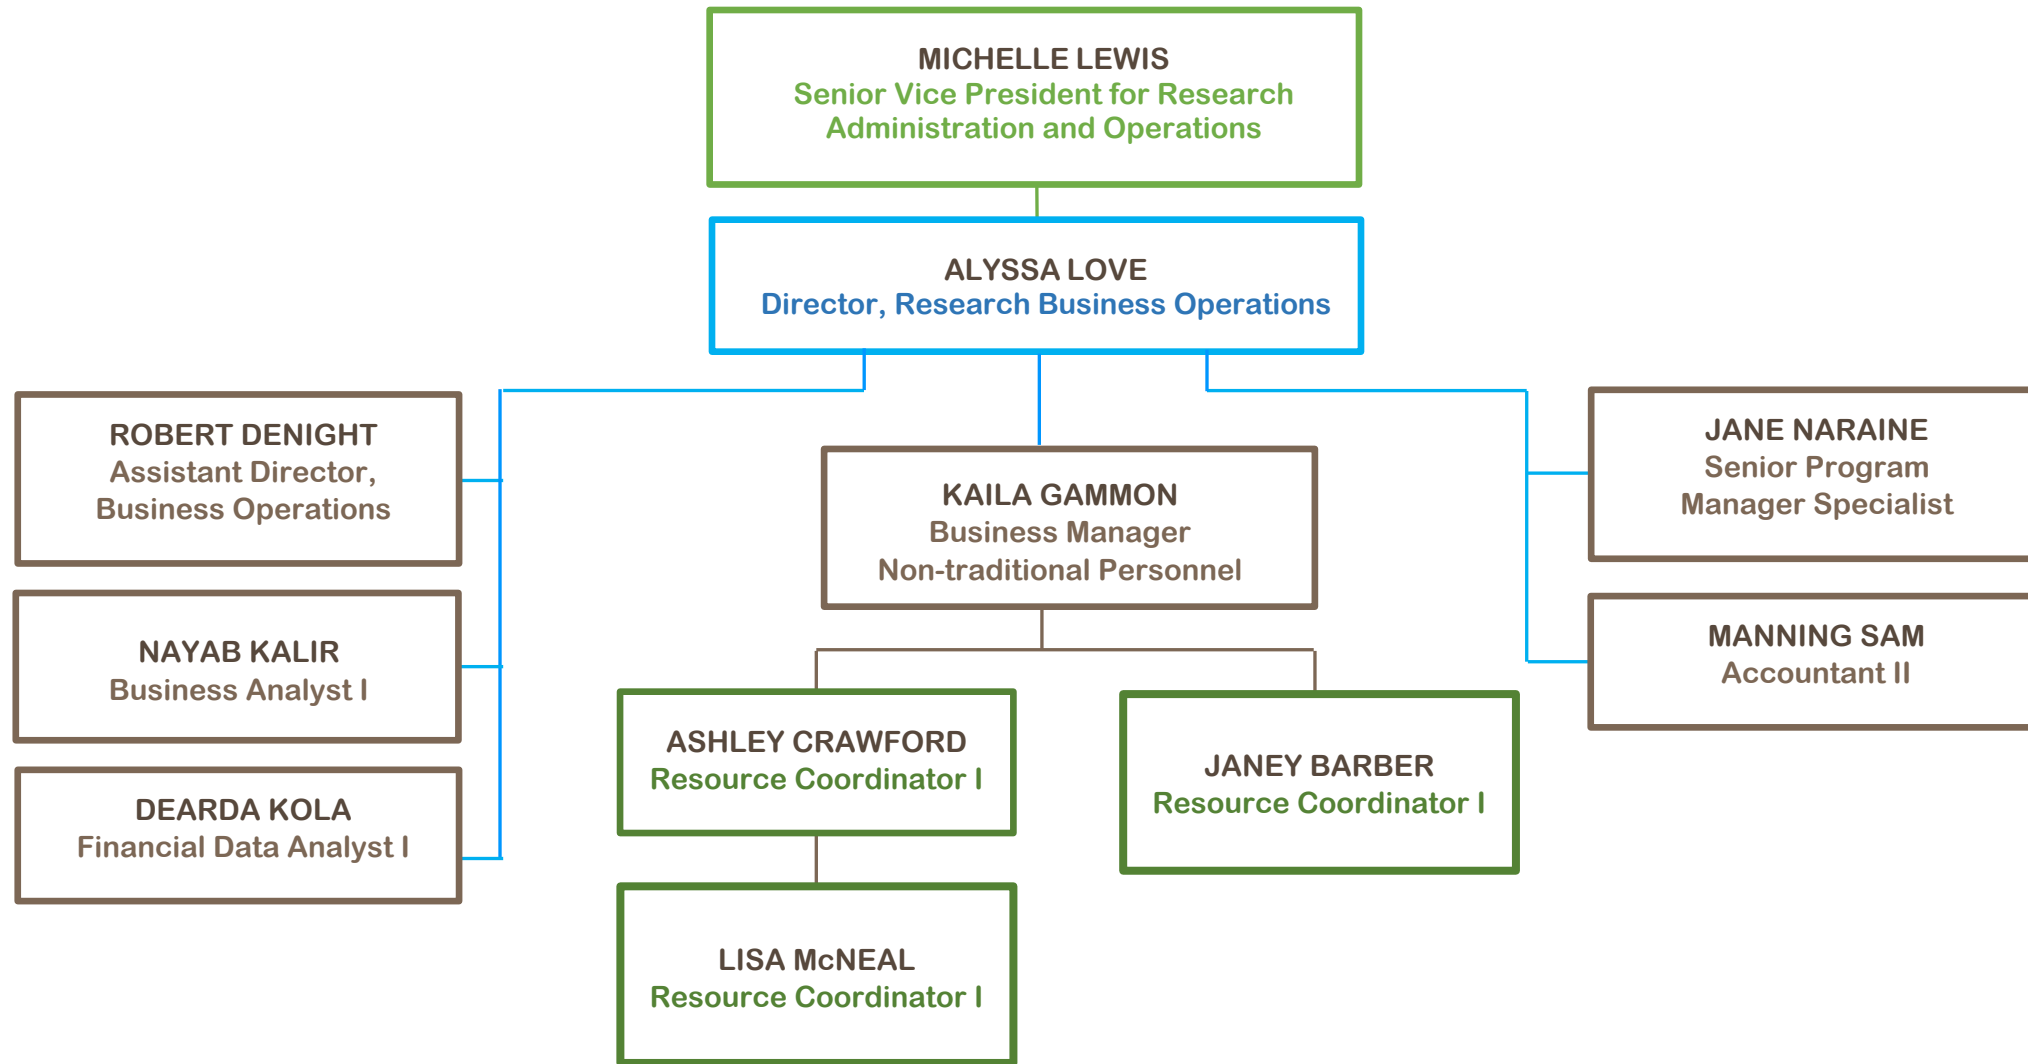 MICHELLE LEWIS
Senior Vice President for Research
Administration and Operations
ALYSSA LOVE
Director, Research Business Operations
ROBERT DENIGHT
Assistant Director,
Business Operations
NAYAB KALIR
Business Analyst I
DEARDA KOLA
Financial Data Analyst I
KAILA GAMMON
Business Manager
Non-traditional Personnel
ASHLEY CRAWFORD
Resource Coordinator I
LISA McNEAL
Resource Coordinator I
JANEY BARBER
Resource Coordinator I
JANE NARAINE
Senior Program
Manager Specialist
MANNING SAM
Accountant II